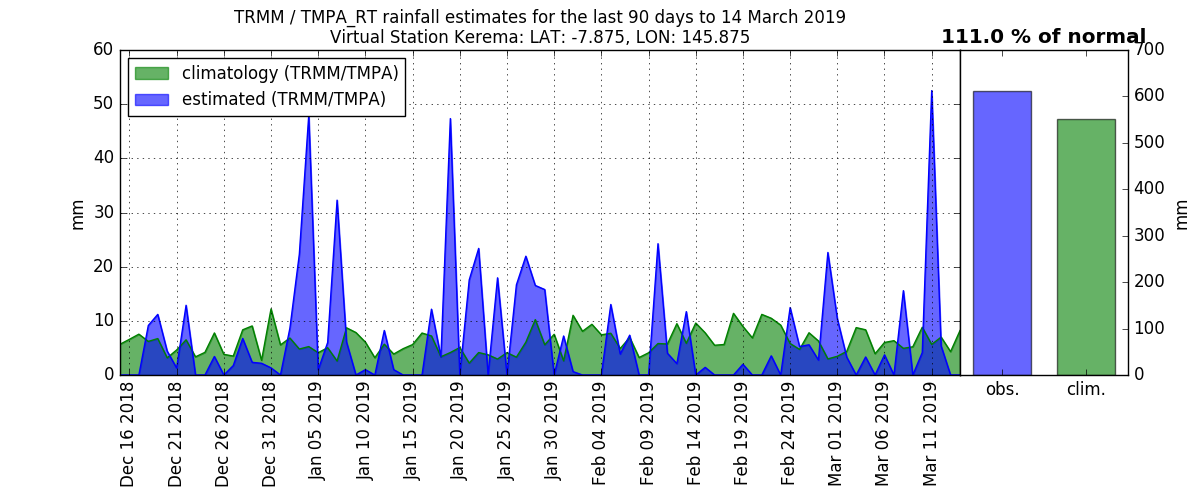 TRMM / TMPA_RT rainfall estimates for the last 90 days to 14 March 2019
Virtual Station Kerema: LAT: -7.875, LON: 145.875
111.0 % of normal
climatology (TRMM/TMPA)
estimated (TRMM/TMPA)
60
50
40
30
20
10
0
mm
700
600
500
400
300
200
100
0
mm
Dec 16 2018
Dec 21 2018
Dec 26 2018
Dec 31 2018
Jan 05 2019
Jan 10 2019
Jan 15 2019
Jan 20 2019
Jan 25 2019
Jan 30 2019
Feb 04 2019
Feb 09 2019
Feb 14 2019
Feb 19 2019
Feb 24 2019
Mar 01 2019
Mar 06 2019
Mar 11 2019
obs.
clim.